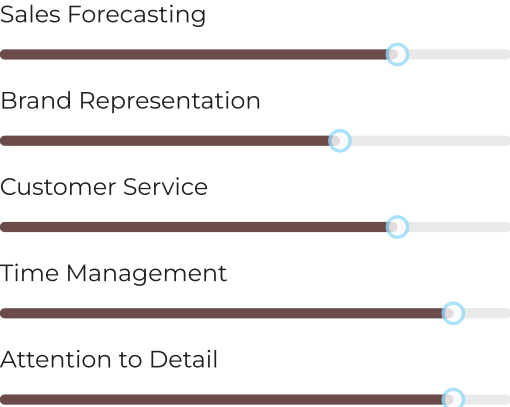 Sales Forecasting
Brand Representation
Customer Service
Time Management
Attention to Detail